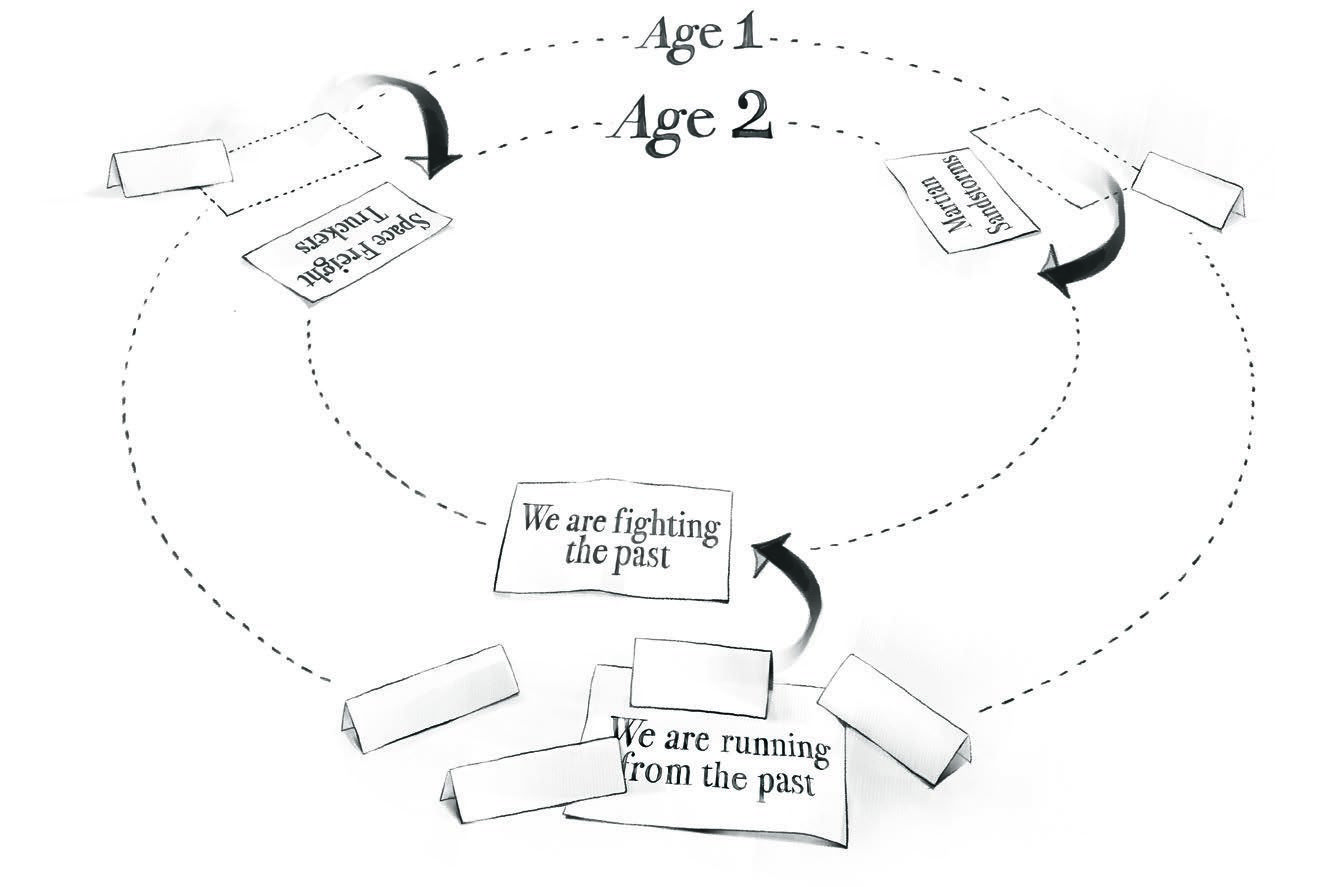 Age 1
Age 2
Space Freight
Truckers
Martian
Sandstorms
We are fighting
the past
We are running
from the past